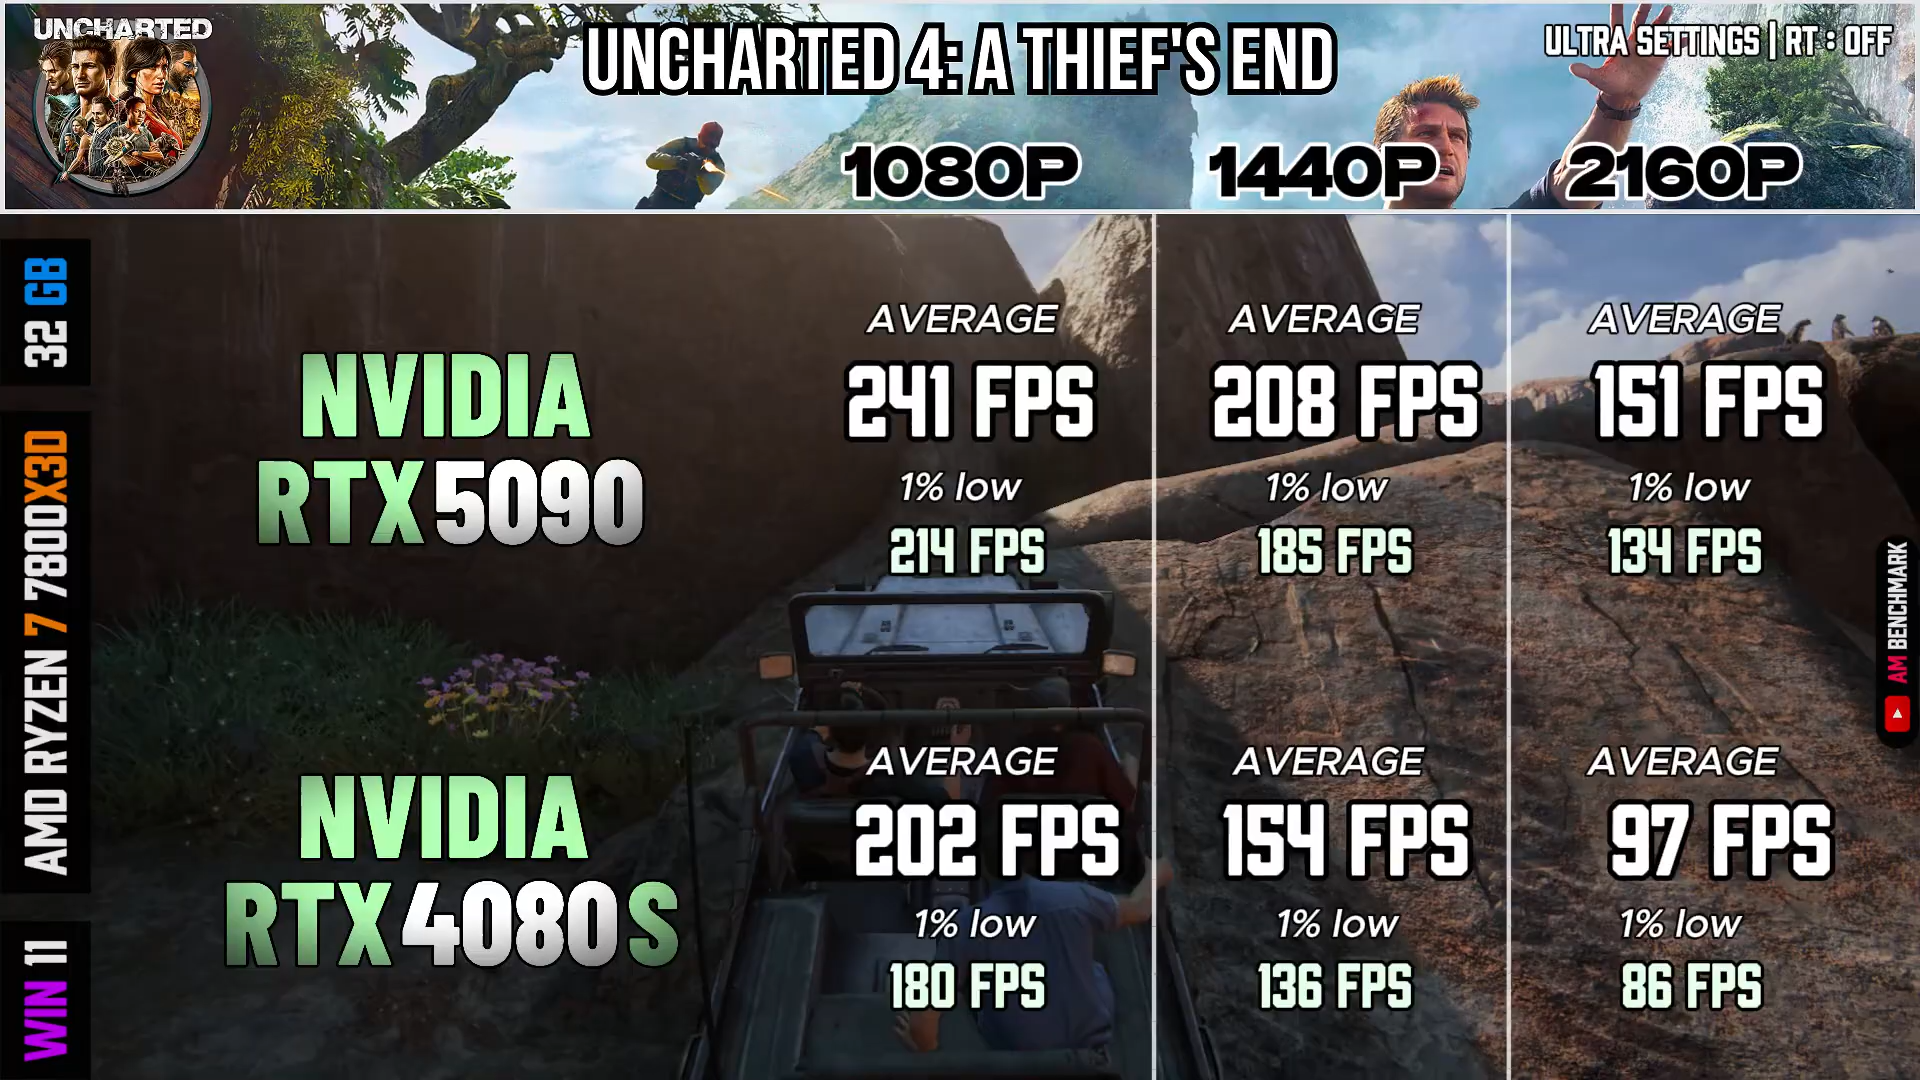 UNCHARTED
UNCHARTED 4: A THIEF'S END
ULTRA SETTINGS | RT : OFF
1080P
1440P
2160P
32 GB
AMD RYZEN 7 7800X3D
WIN 11
NVIDIA
RTX 5090
AVERAGE
241 FPS
1% low
214 FPS
AVERAGE
208 FPS
1% low
185 FPS
AVERAGE
151 FPS
1% low
134 FPS
NVIDIA
RTX 4080 S
AVERAGE
202 FPS
1% low
180 FPS
AVERAGE
154 FPS
1% low
136 FPS
AVERAGE
97 FPS
1% low
86 FPS
AM BENCHMARK